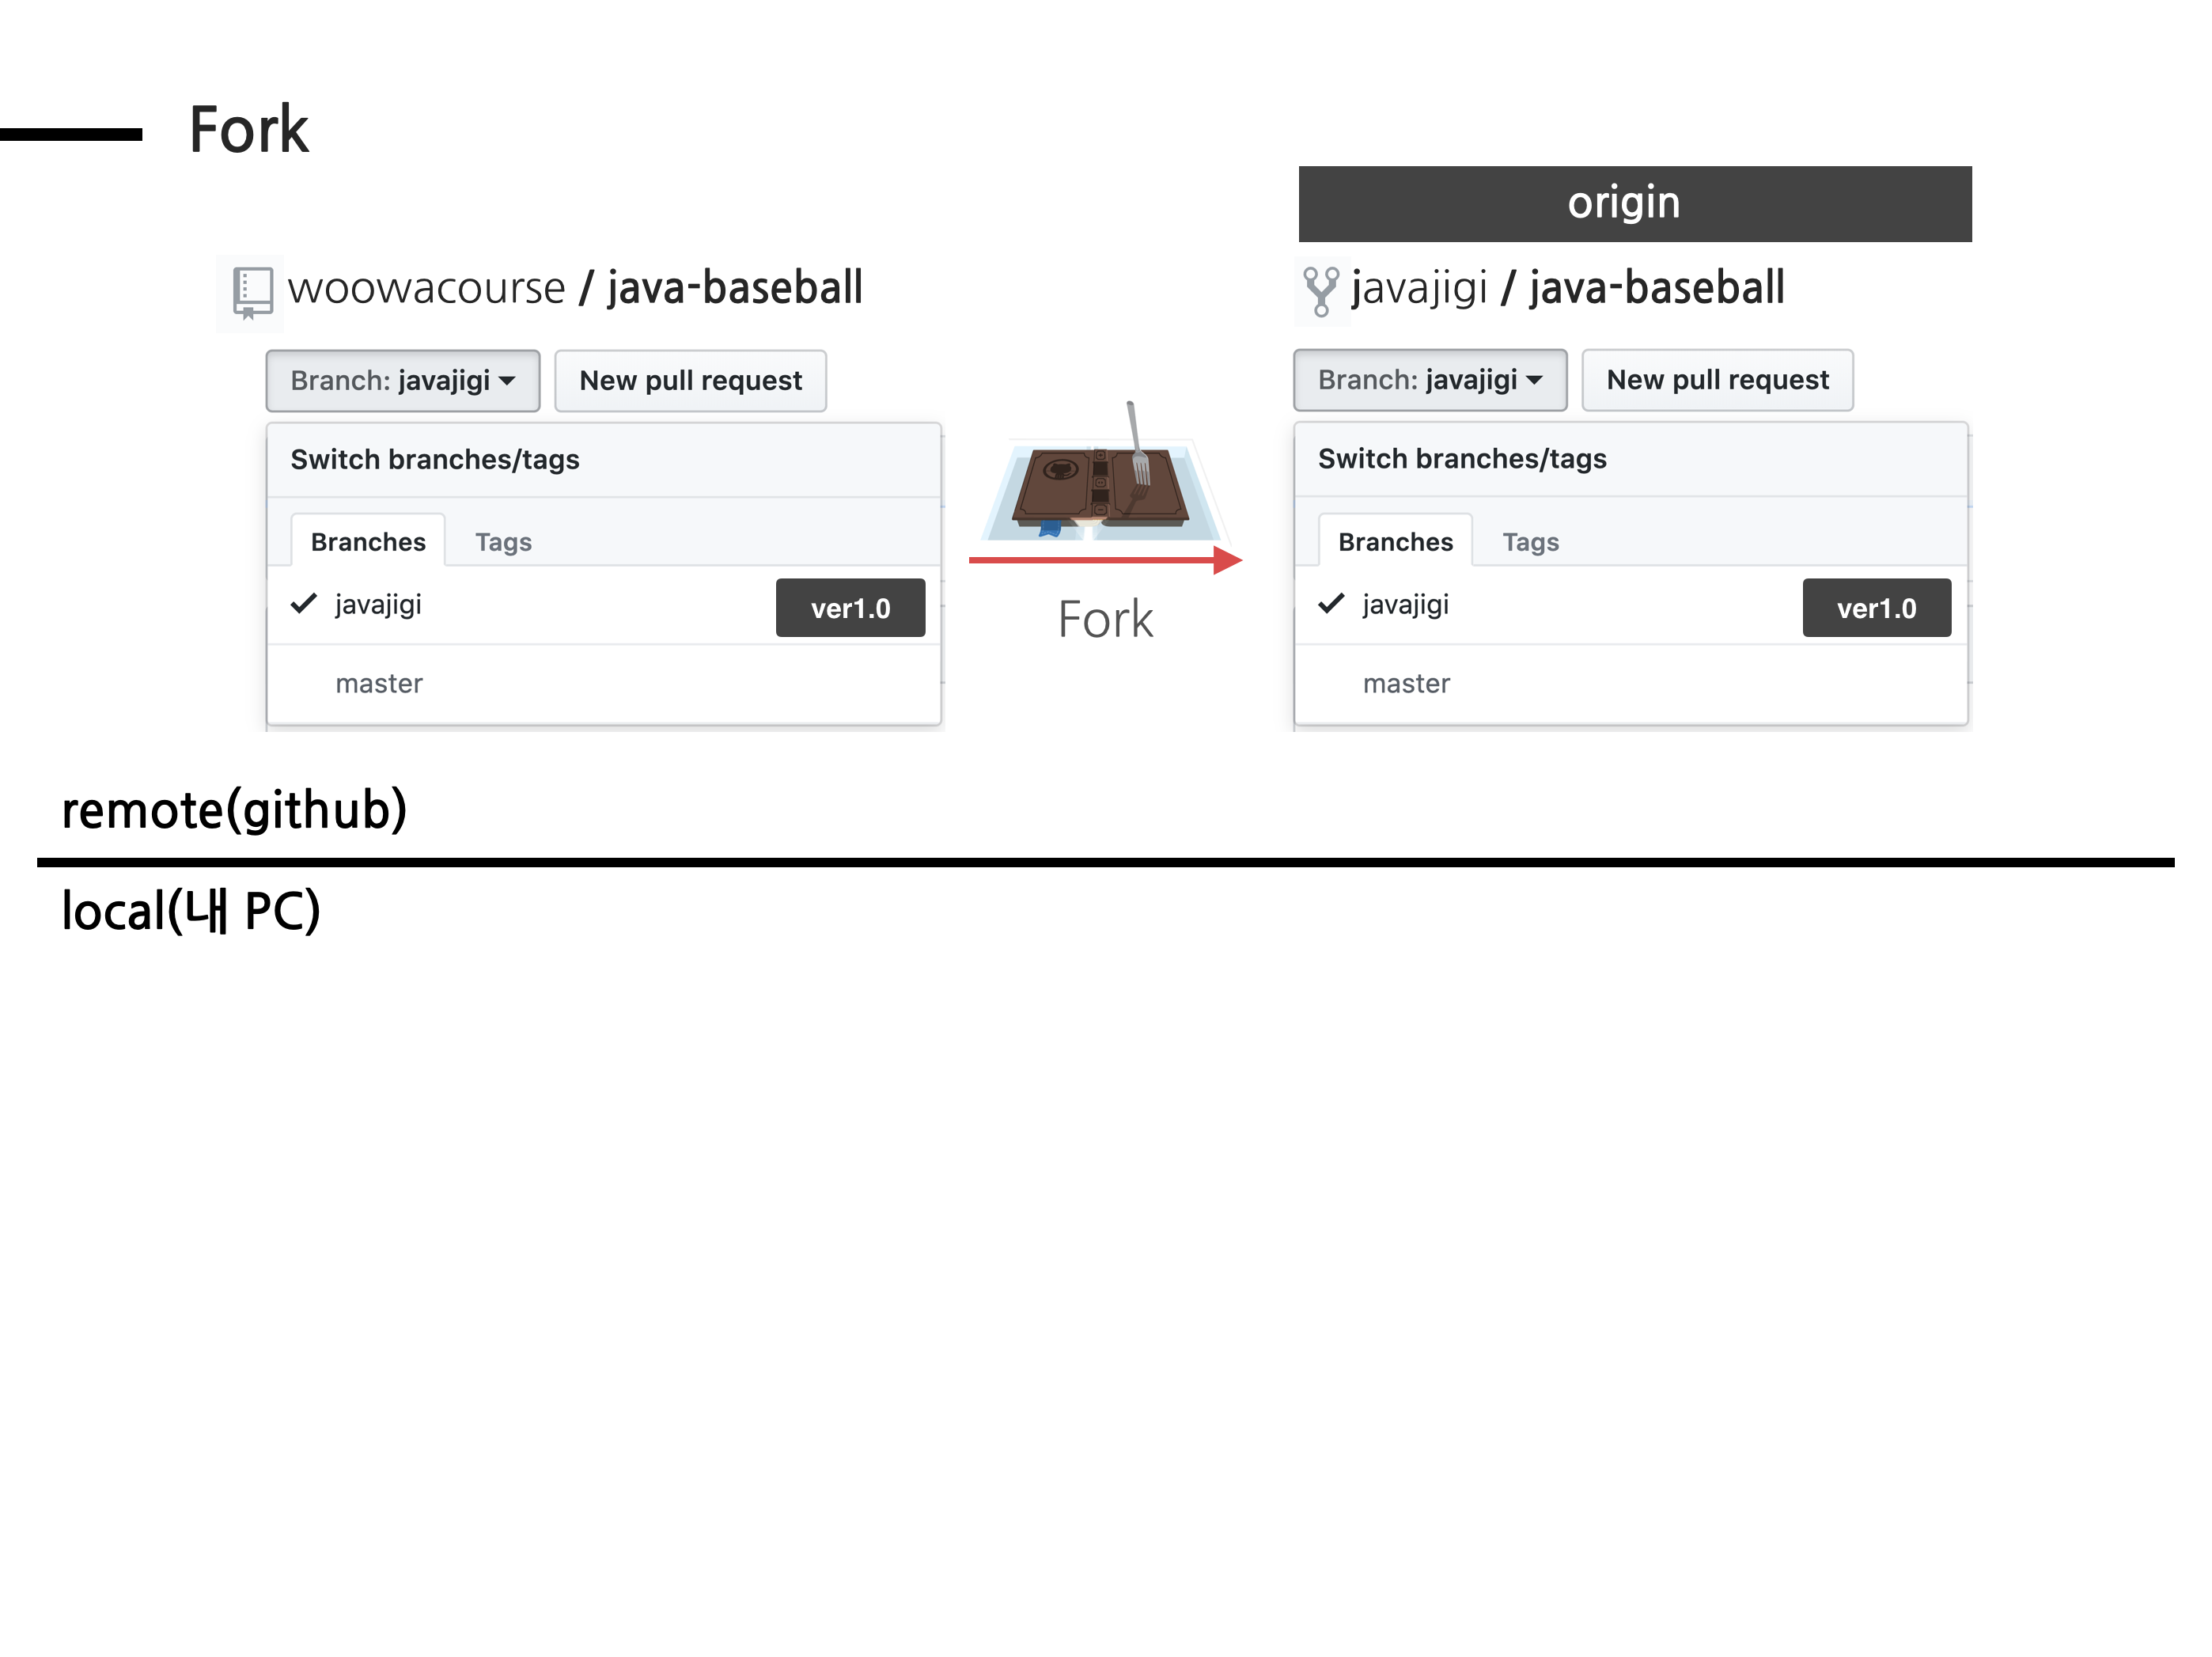 Fork
origin
woowacourse / java-baseball
javajigi / java-baseball
Branch: javajigi
New pull request
Switch branches/tags
Branches
Tags
javajigi
ver1.0
master
Fork
Branch: javajigi
New pull request
Switch branches/tags
Branches
Tags
javajigi
ver1.0
master
remote(github)
local(내 PC)